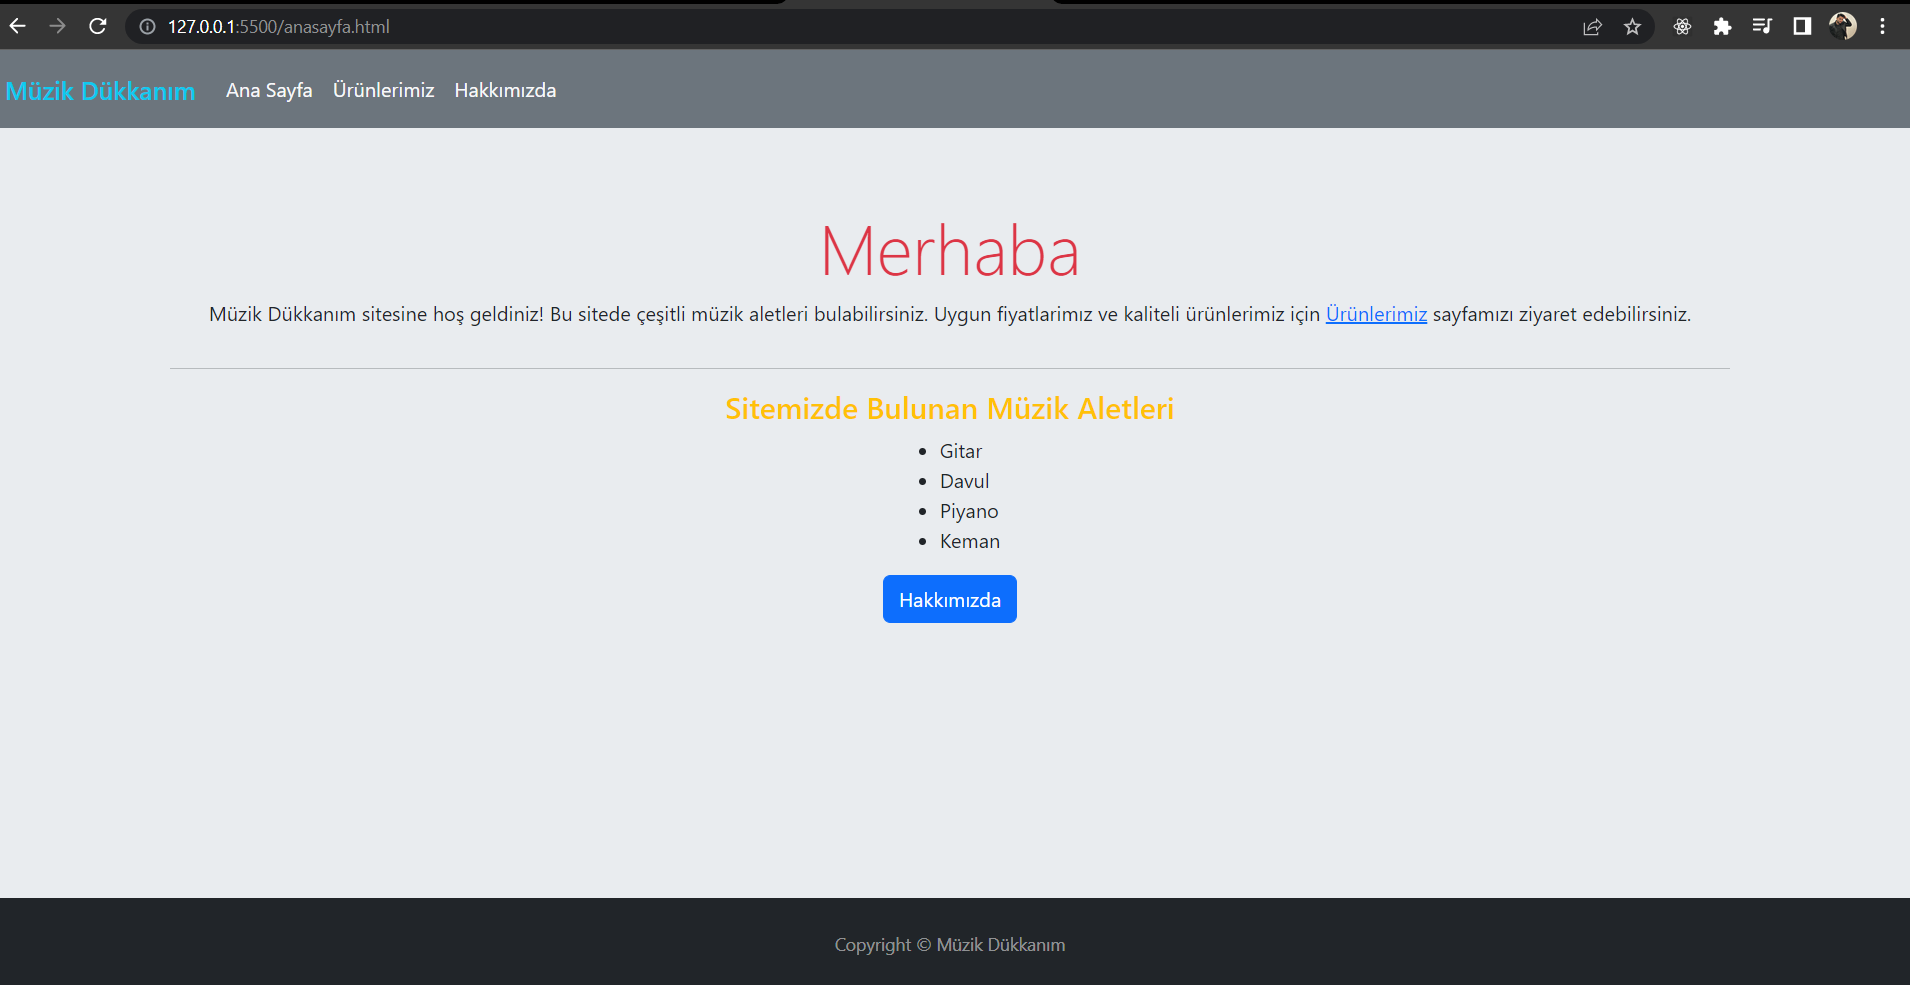 127.0.0.1:5500/anasayfa.html
Müzik Dükkanım Ana Sayfa Ürünlerimiz Hakkımızda
Merhaba
Müzik Dükkanım sitesine hoş geldiniz! Bu sitede çeşitli müzik aletleri bulabilirsiniz. Uygun fiyatlarimız ve kaliteli ürünlerimiz için Ürünlerimiz sayfamızı ziyaret edebilirsiniz.
Sitemizde Bulunan Müzik Aletleri
• Gitar
• Davul
• Piyano
• Keman
Hakkımızda
Copyright © Müzik Dükkanım